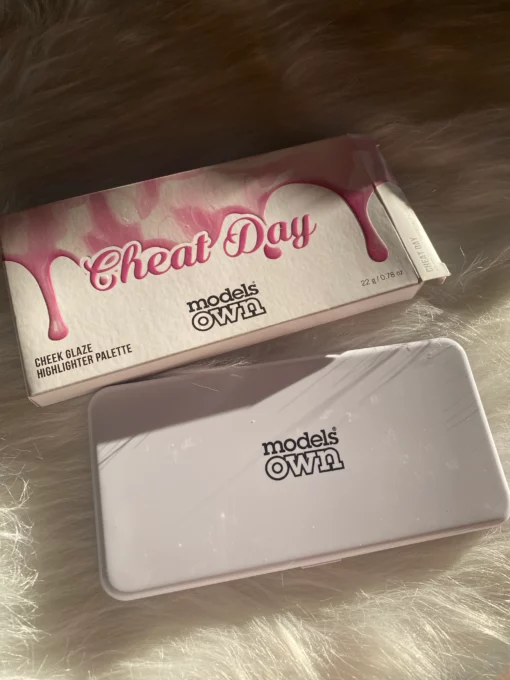 Cheat Day
models
own
22 g / 0.78 oz
CHEEK GLAZE
HIGHLIGHTER PALETTE
CHEAT DAY
models®
own